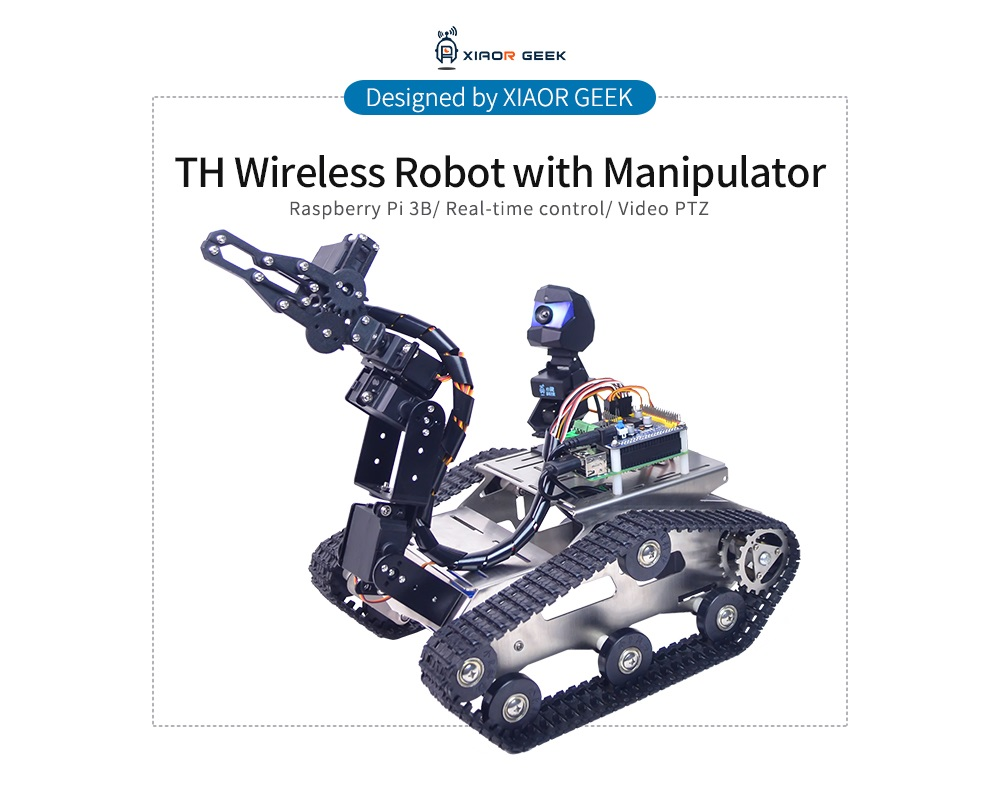 XIAOR GEEK
Designed by XIAOR GEEK
TH Wireless Robot with Manipulator
Raspberry Pi 3B/ Real-time control/ Video PTZ